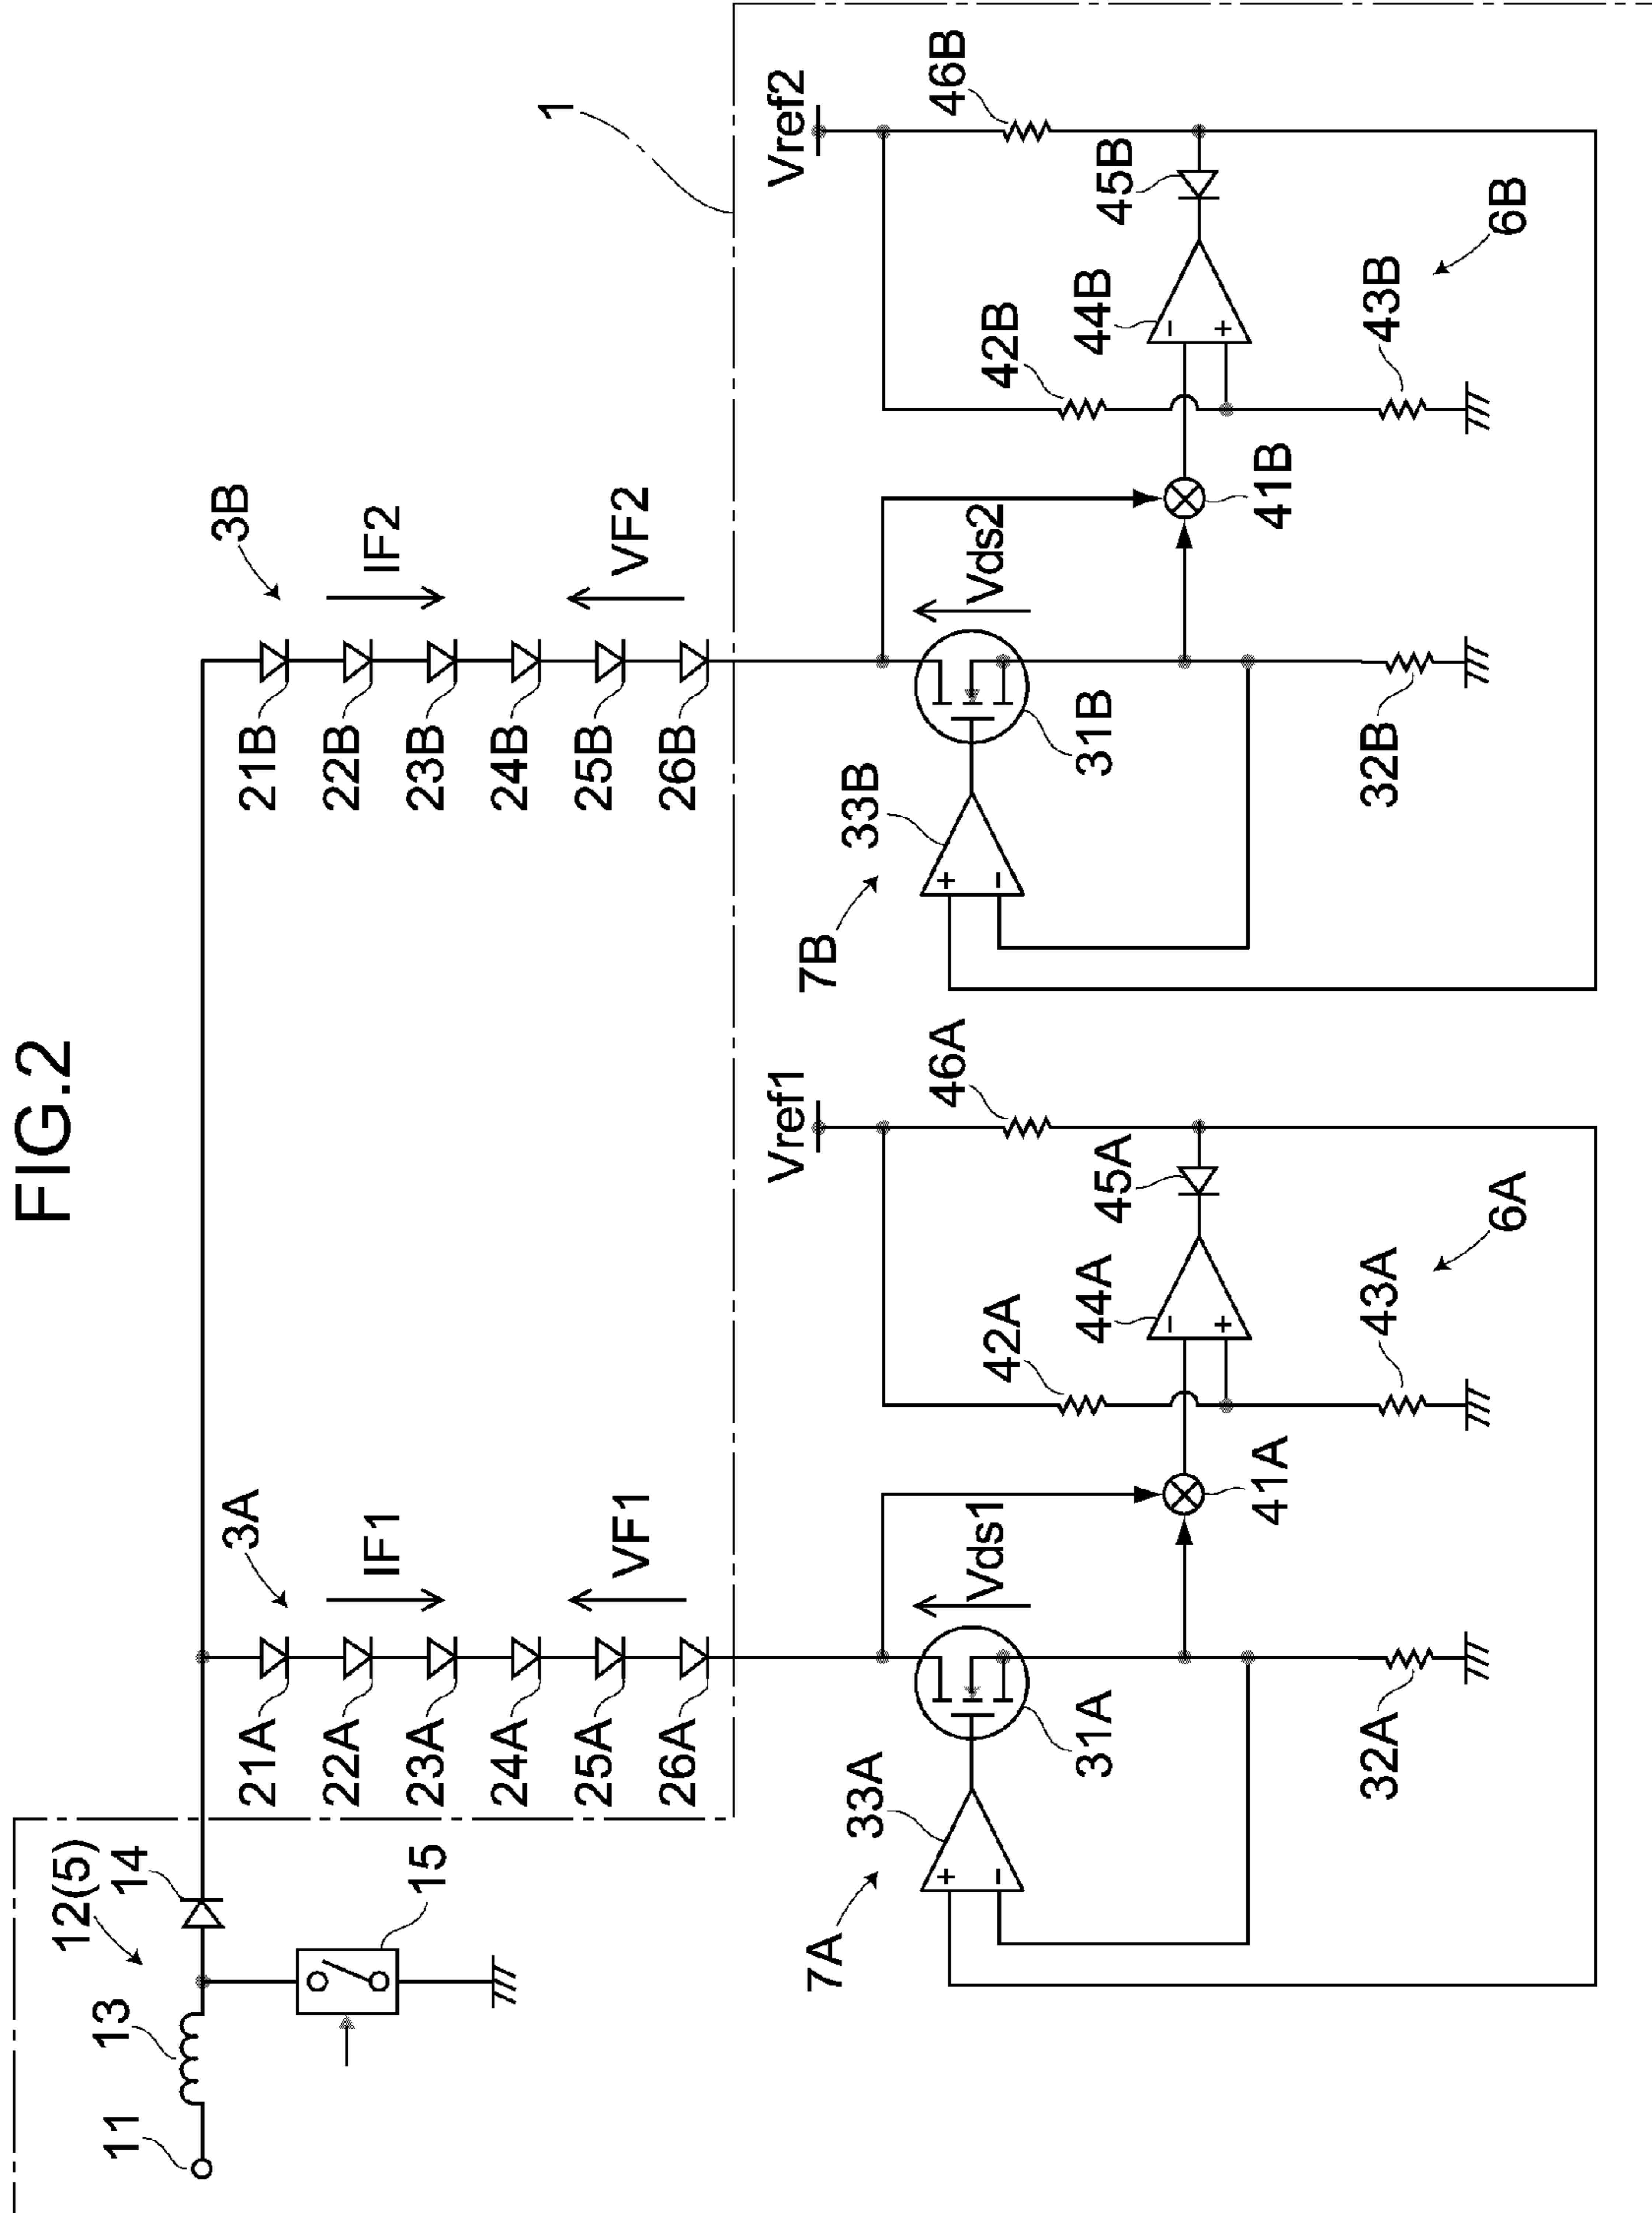 FIG.2
1
11
13
12(5)
14
15
3A
IF1
VF1
21A
22A
23A
24A
25A
26A
3B
IF2
VF2
21B
22B
23B
24B
25B
26B
7A
33A
+
-
31A
Vds1
32A
41A
Vref1
42A
43A
44A
-
+
45A
46A
6A
7B
33B
+
-
31B
Vds2
32B
41B
Vref2
42B
43B
44B
-
+
45B
46B
6B